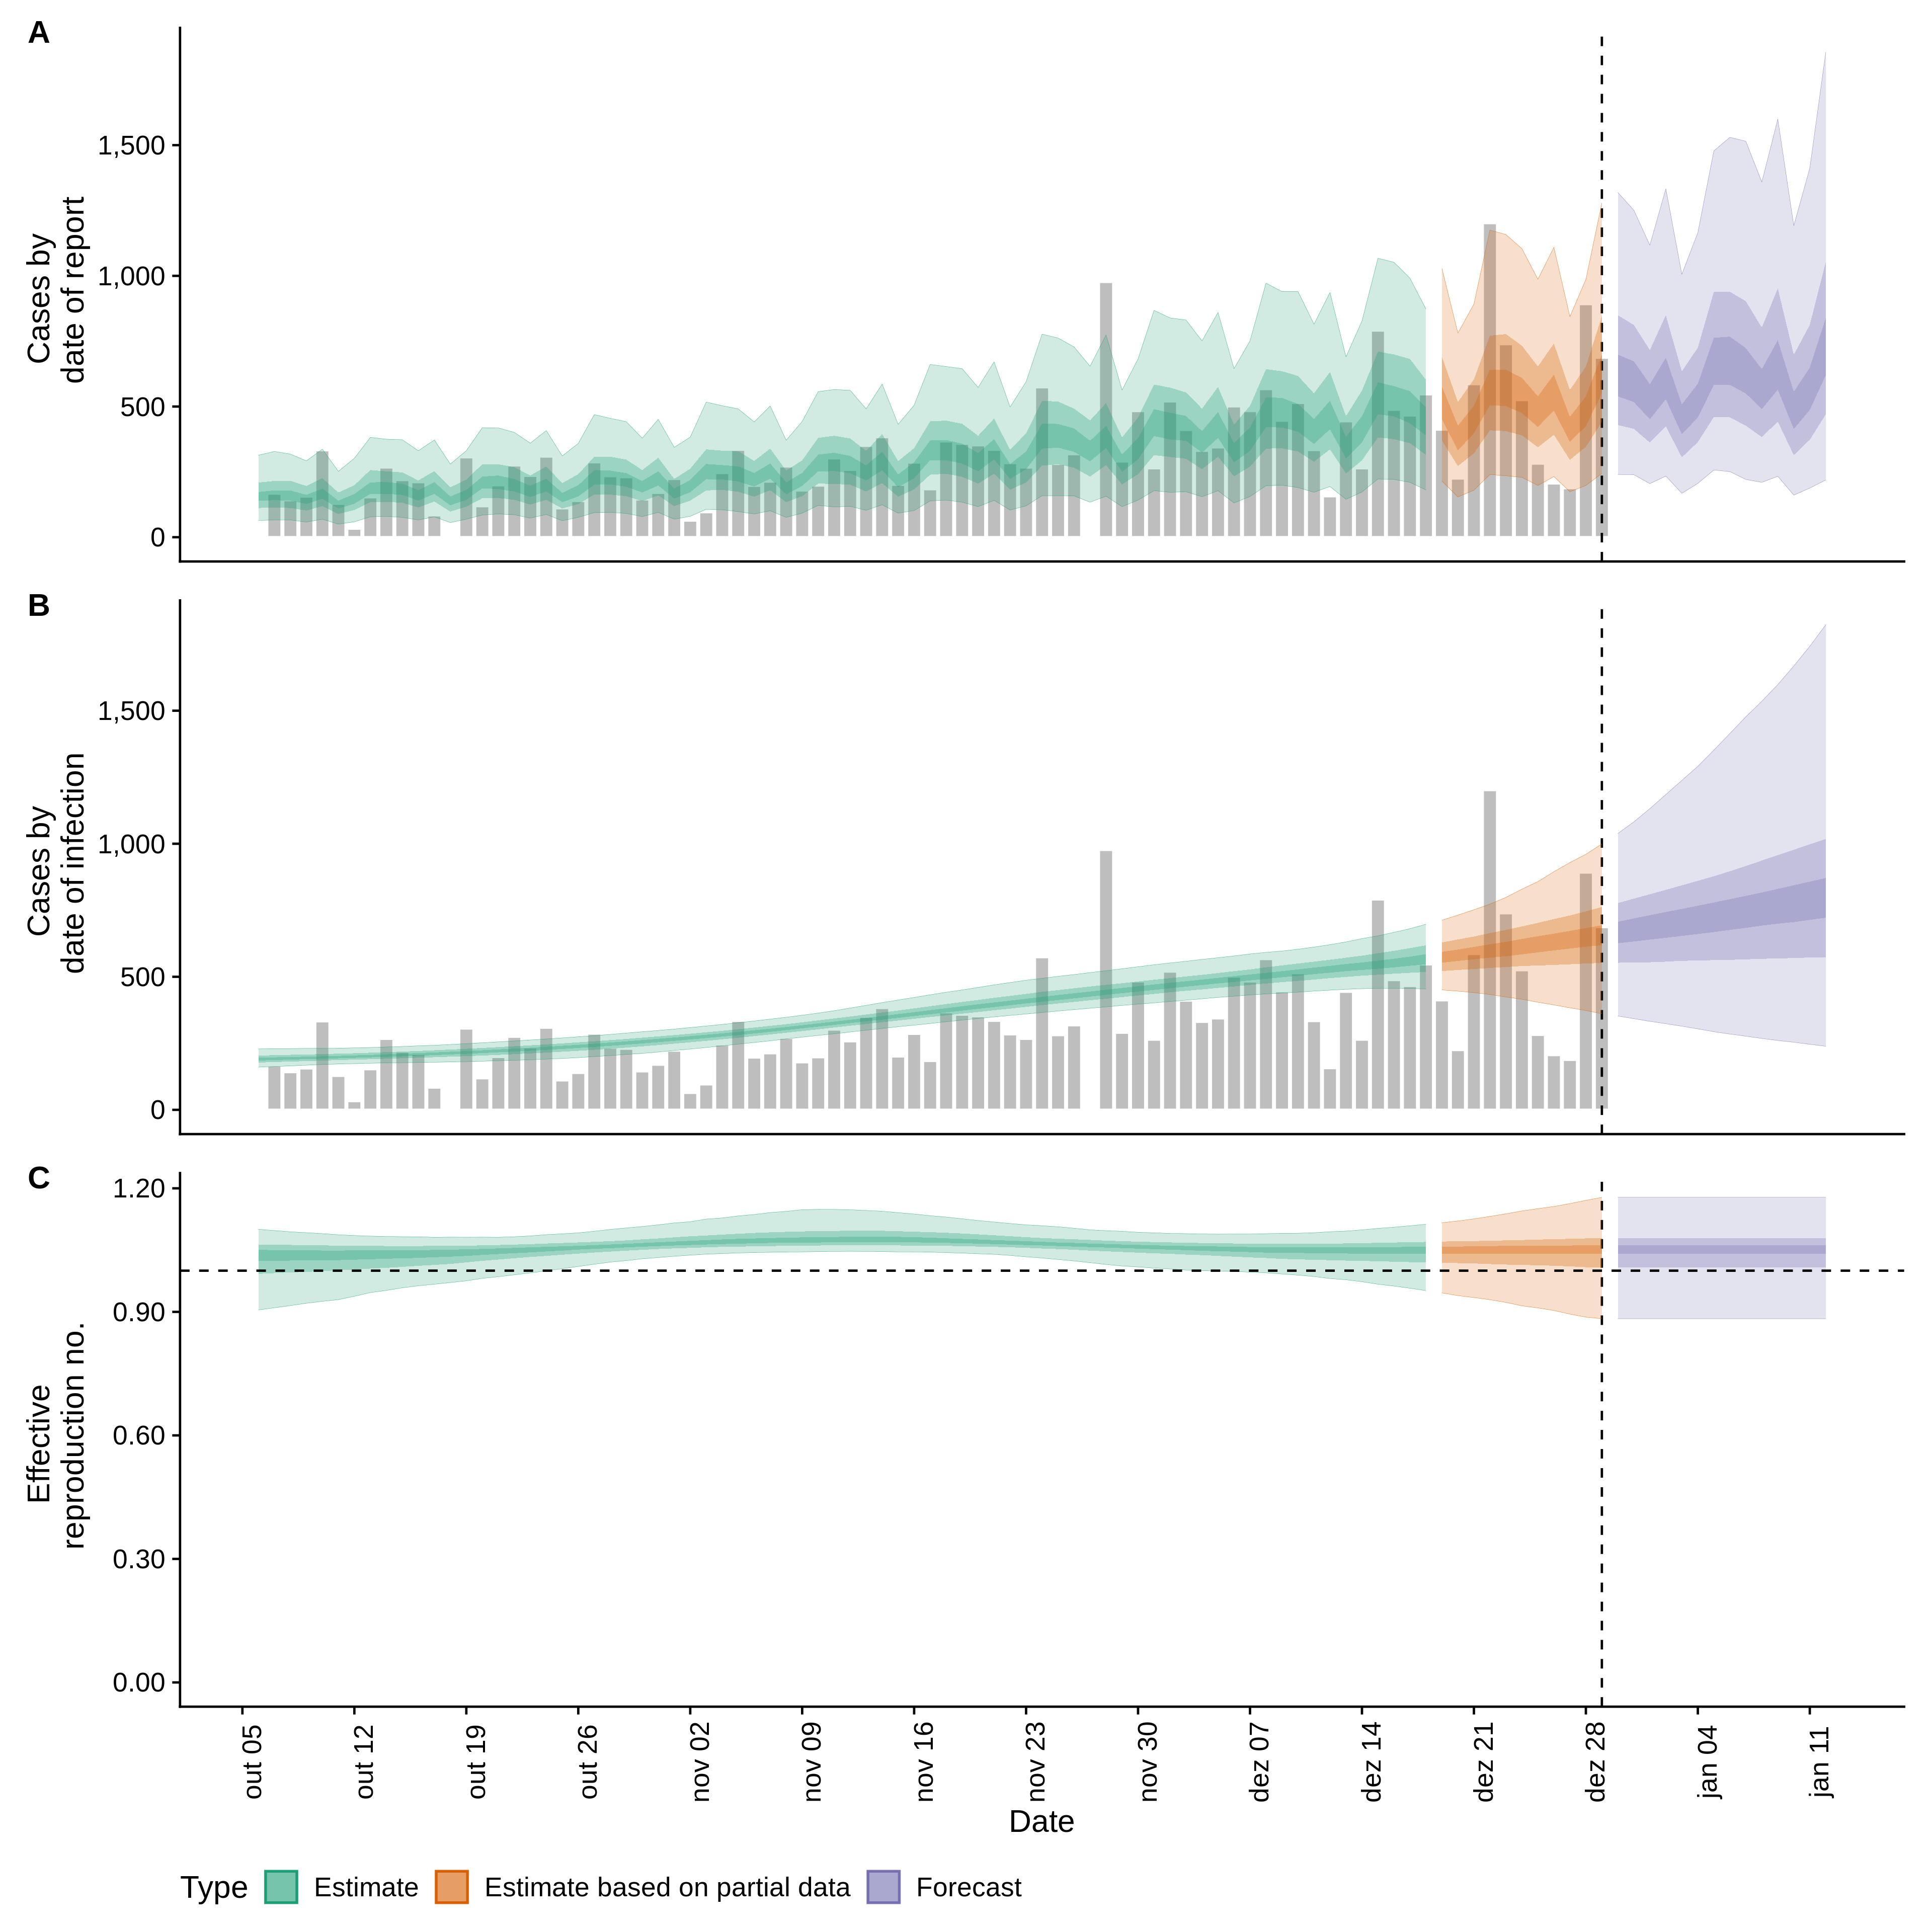 A
Cases by
date of report
1,500
1,000
500
0
B
Cases by
date of infection
1,500
1,000
500
0
C
Effective
reproduction no.
1.20
0.90
0.60
0.30
0.00
out 05
out 12
out 19
out 26
nov 02
nov 09
nov 16
nov 23
nov 30
dez 07
dez 14
dez 21
dez 28
jan 04
jan 11
Date
Type Estimate Estimate based on partial data Forecast